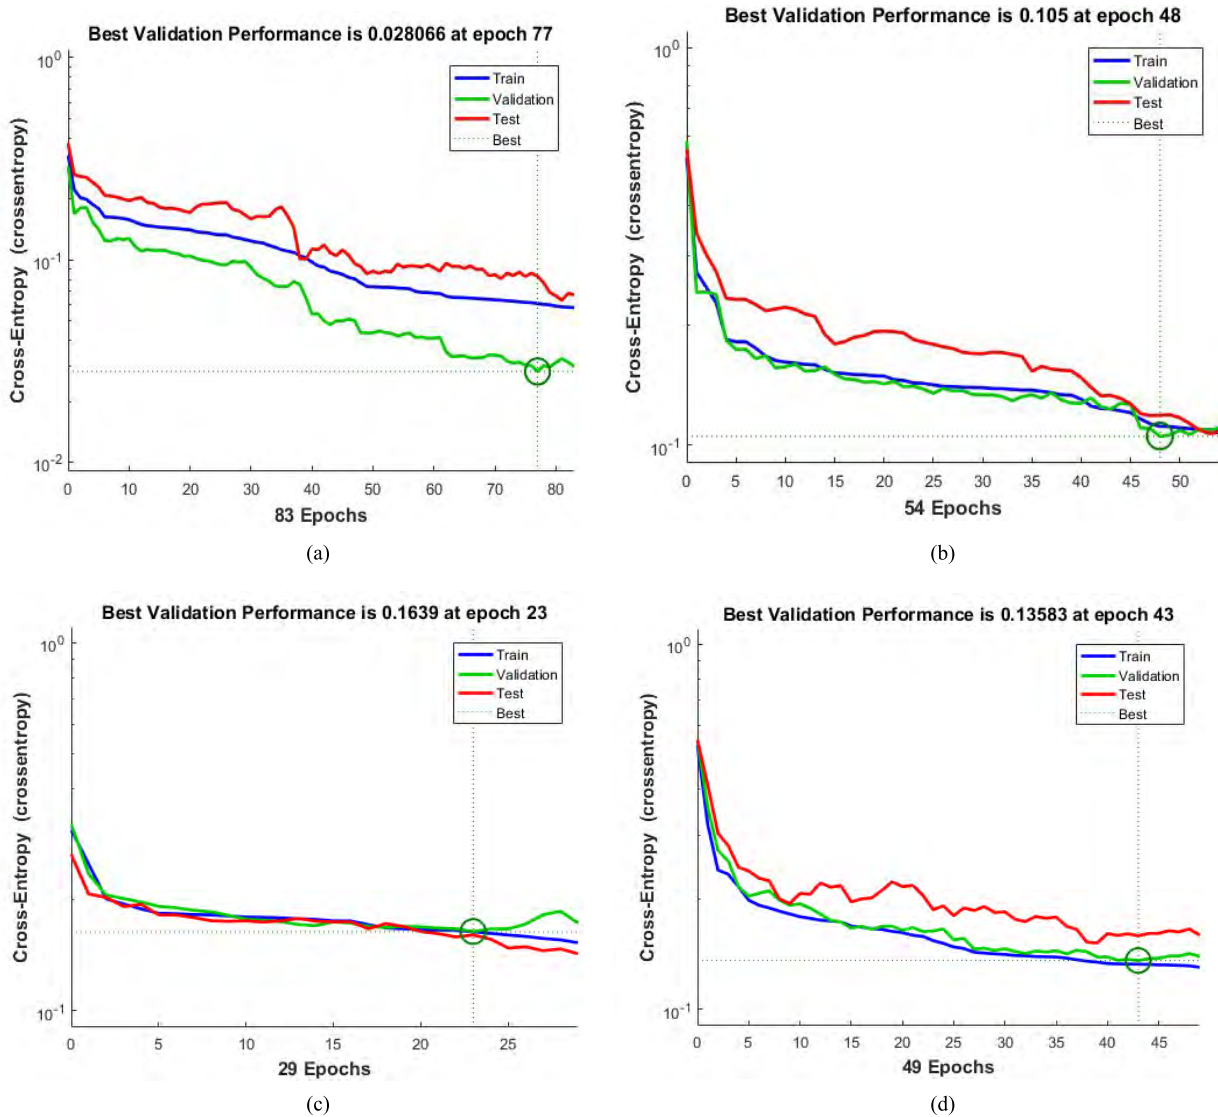 Best Validation Performance is 0.028066 at epoch 77
10^0
10^-1
10^-2
Cross-Entropy (crossentropy)
Train
Validation
Test
Best
0 10 20 30 40 50 60 70 80
83 Epochs
(a)
Best Validation Performance is 0.105 at epoch 48
10^0
10^-1
Cross-Entropy (crossentropy)
Train
Validation
Test
Best
0 5 10 15 20 25 30 35 40 45 50
54 Epochs
(b)
Best Validation Performance is 0.1639 at epoch 23
10^0
10^-1
Cross-Entropy (crossentropy)
Train
Validation
Test
Best
0 5 10 15 20 25
29 Epochs
(c)
Best Validation Performance is 0.13583 at epoch 43
10^0
10^-1
Cross-Entropy (crossentropy)
Train
Validation
Test
Best
0 5 10 15 20 25 30 35 40 45
49 Epochs
(d)